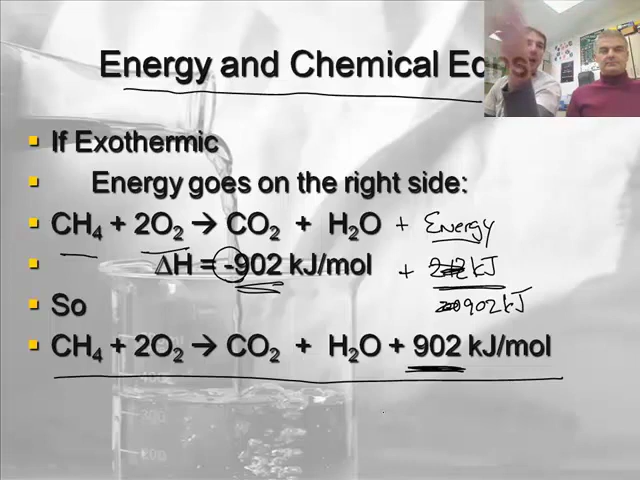 Energy and Chemical Eqns.
If Exothermic
Energy goes on the right side:
CH₄ + 2O₂ → CO₂ + H₂O + Energy
ΔH = -902 kJ/mol + kJ
So 902 kJ
CH₄ + 2O₂ → CO₂ + H₂O + 902 kJ/mol